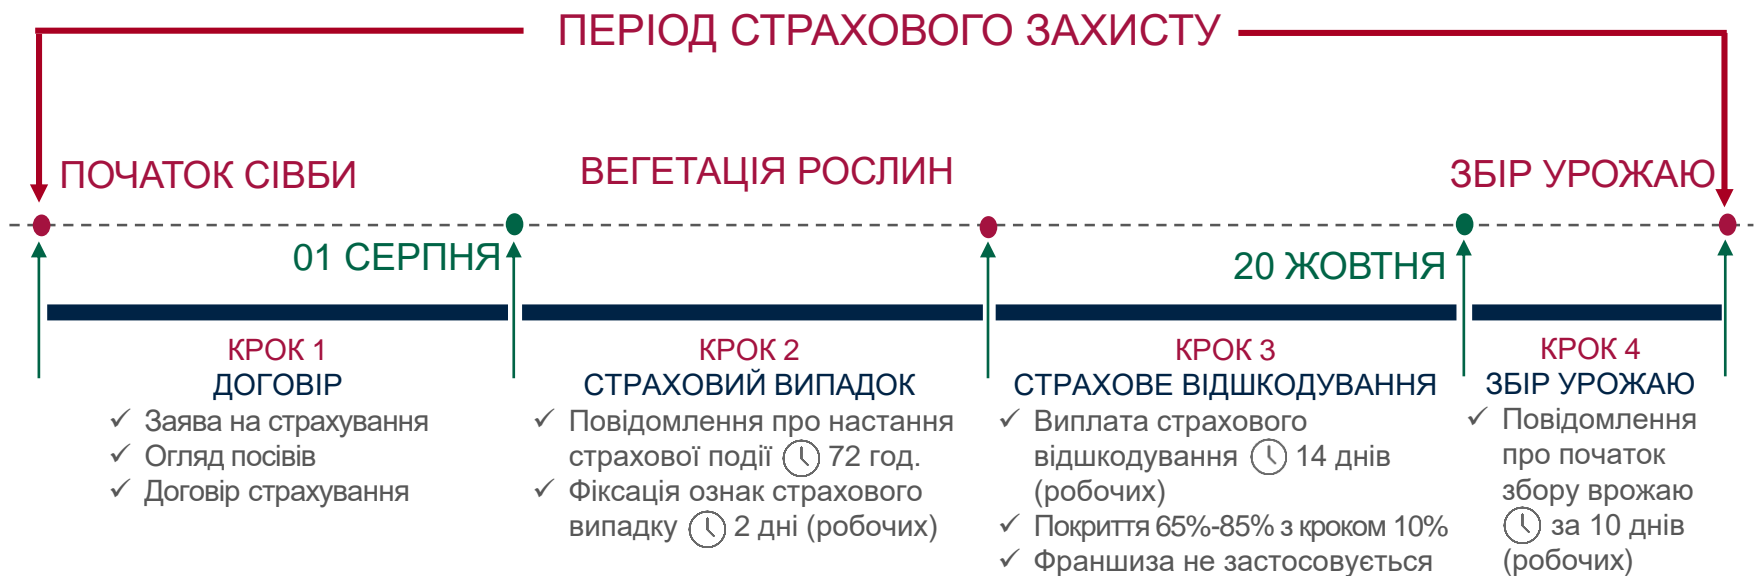 ПЕРІОД СТРАХОВОГО ЗАХИСТУ
ПОЧАТОК СІВБИ
ВЕГЕТАЦІЯ РОСЛИН
ЗБІР УРОЖАЮ
01 СЕРПНЯ
20 ЖОВТНЯ
КРОК 1
ДОГОВІР
✓ Заява на страхування
✓ Огляд посівів
✓ Договір страхування
КРОК 2
СТРАХОВИЙ ВИПАДОК
✓ Повідомлення про настання
страхової події 72 год.
✓ Фіксація ознак страхового
випадку 2 дні (робочих)
КРОК 3
СТРАХОВЕ ВІДШКОДУВАННЯ
✓ Виплата страхового
відшкодування 14 днів
(робочих)
✓ Покриття 65%-85% з кроком 10%
✓ Франшиза не застосовується
КРОК 4
ЗБІР УРОЖАЮ
✓ Повідомлення
про початок
збору врожаю
за 10 днів
(робочих)